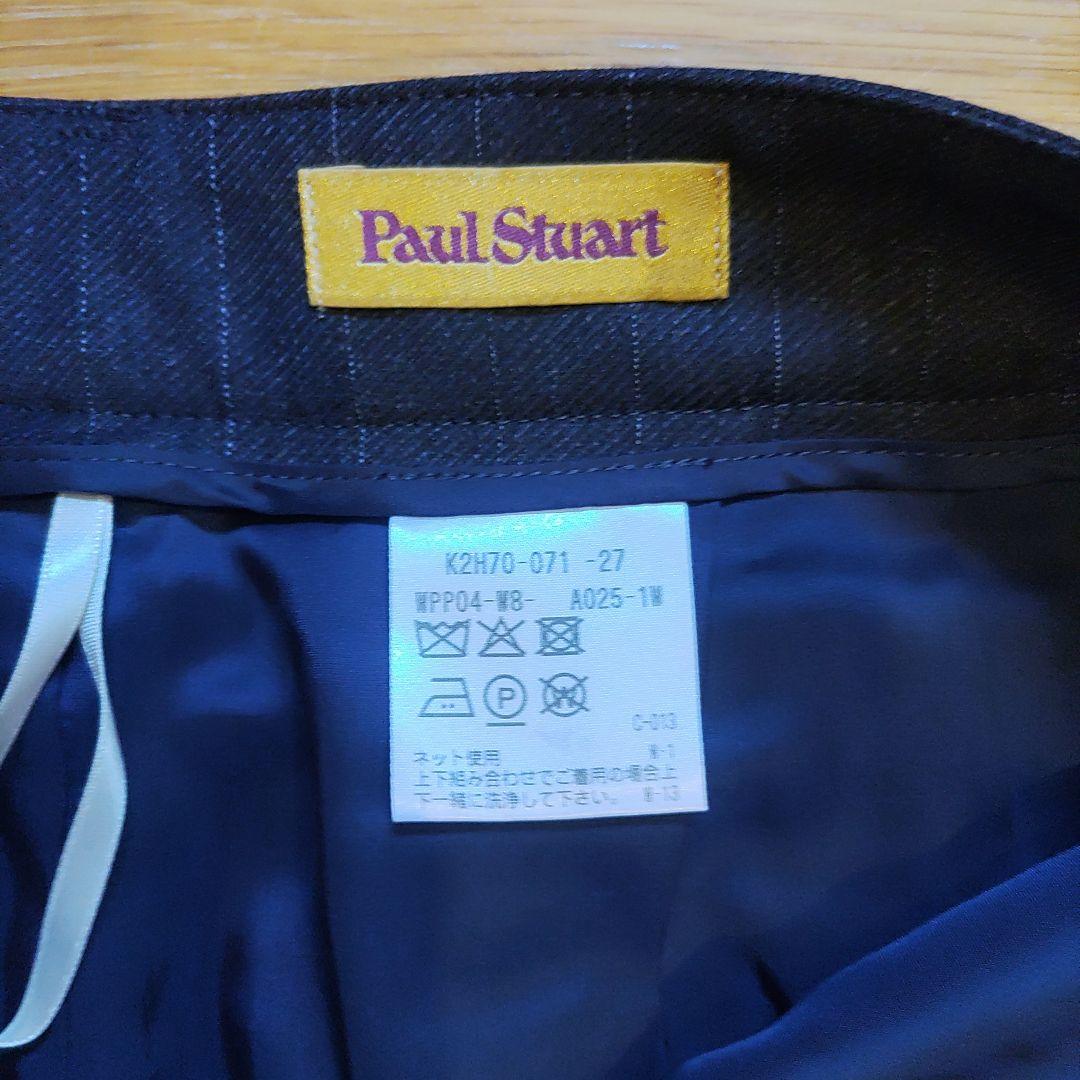 Paul Stuart
K2H70-071 -27
WPP04-W8- A025-1W
P
W
C-013
ネット使用 W-1
上下組み合わせでご着用の場合上
下一緒に洗浄して下さい。 W-13